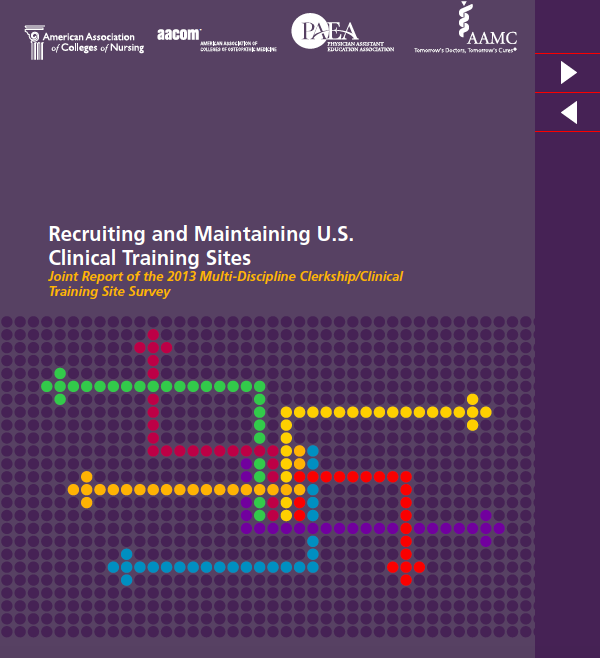 American Association
of Colleges of Nursing
aacom
AMERICAN ASSOCIATION OF
COLLEGES OF OSTEOPATHIC MEDICINE
PAEA
PHYSICIAN ASSISTANT
EDUCATION ASSOCIATION
AAMC
Tomorrow's Doctors, Tomorrow's Cures®
Recruiting and Maintaining U.S.
Clinical Training Sites
Joint Report of the 2013 Multi-Discipline Clerkship/Clinical
Training Site Survey